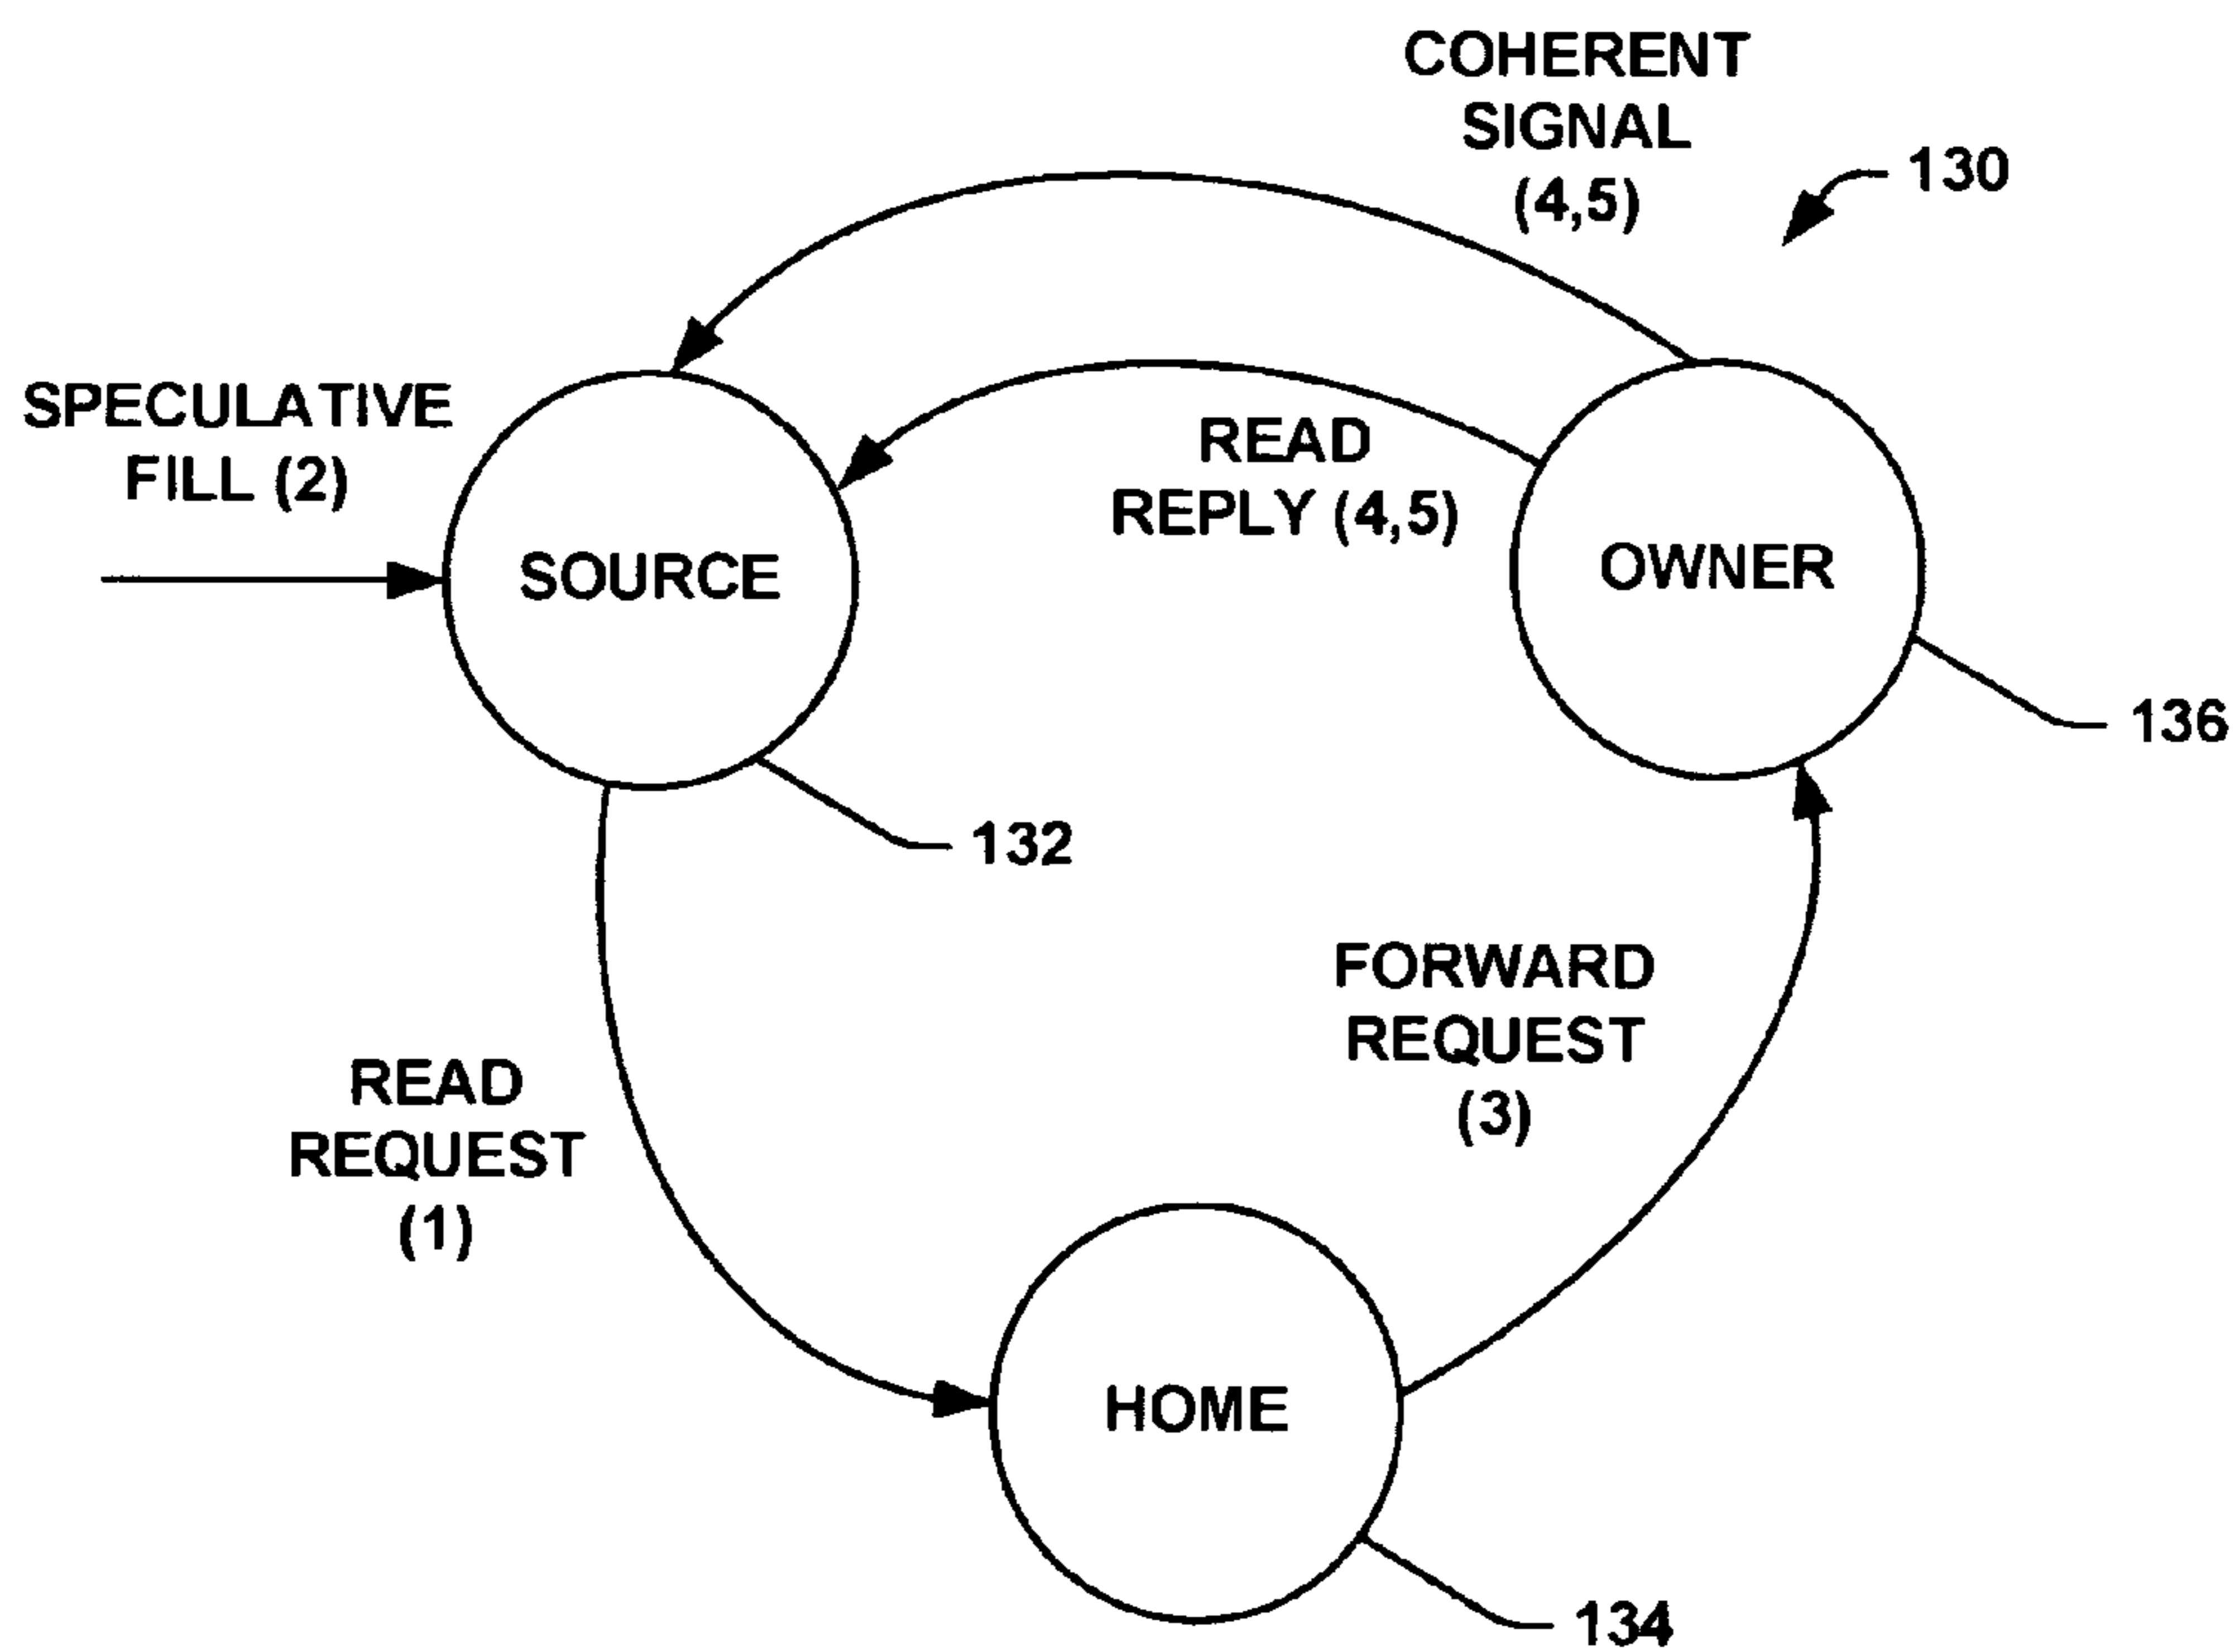 COHERENT
SIGNAL
(4,5)
130
SPECULATIVE
FILL (2)
READ
REPLY (4,5)
SOURCE
OWNER
136
132
FORWARD
REQUEST
(3)
READ
REQUEST
(1)
HOME
134